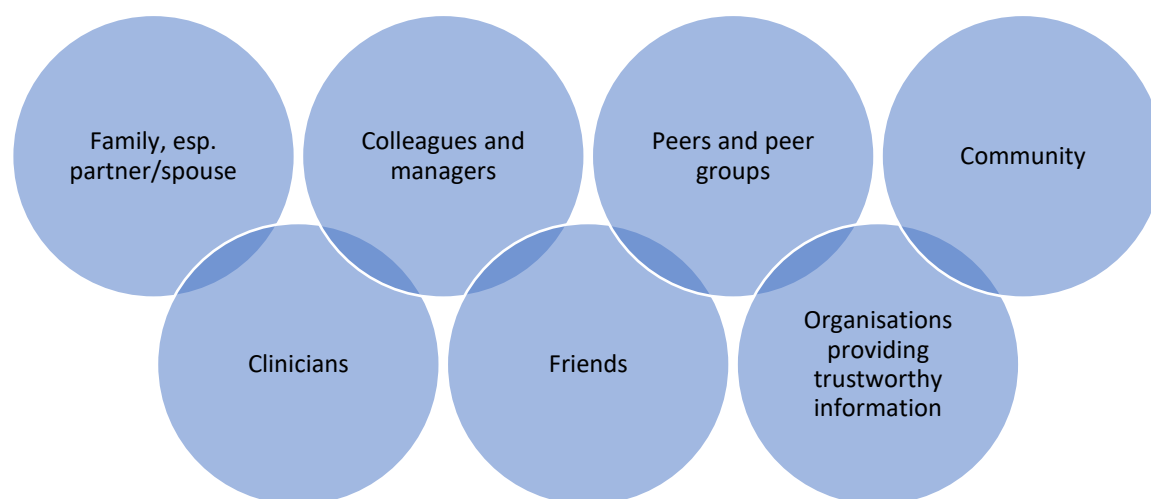 Family, esp.
partner/spouse
Colleagues and
managers
Peers and peer
groups
Community
Clinicians
Friends
Organisations
providing
trustworthy
information